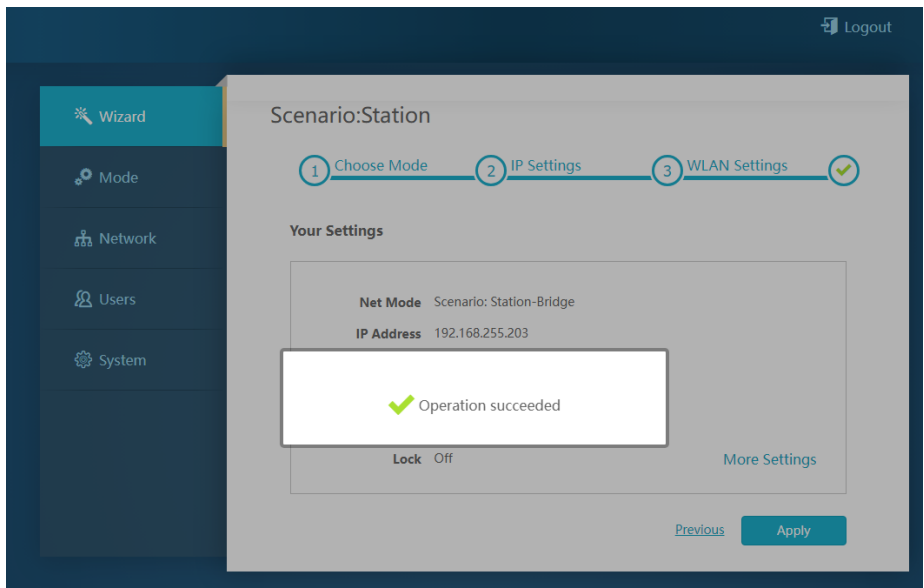 Logout
Wizard
Mode
Network
Users
System
Scenario:Station
1 Choose Mode 2 IP Settings 3 WLAN Settings
Your Settings
Net Mode Scenario: Station-Bridge
IP Address 192.168.255.203
Operation succeeded
Lock Off
More Settings
Previous Apply